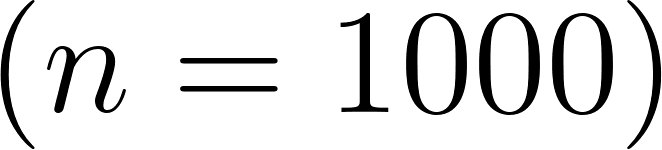 (n = 1000)